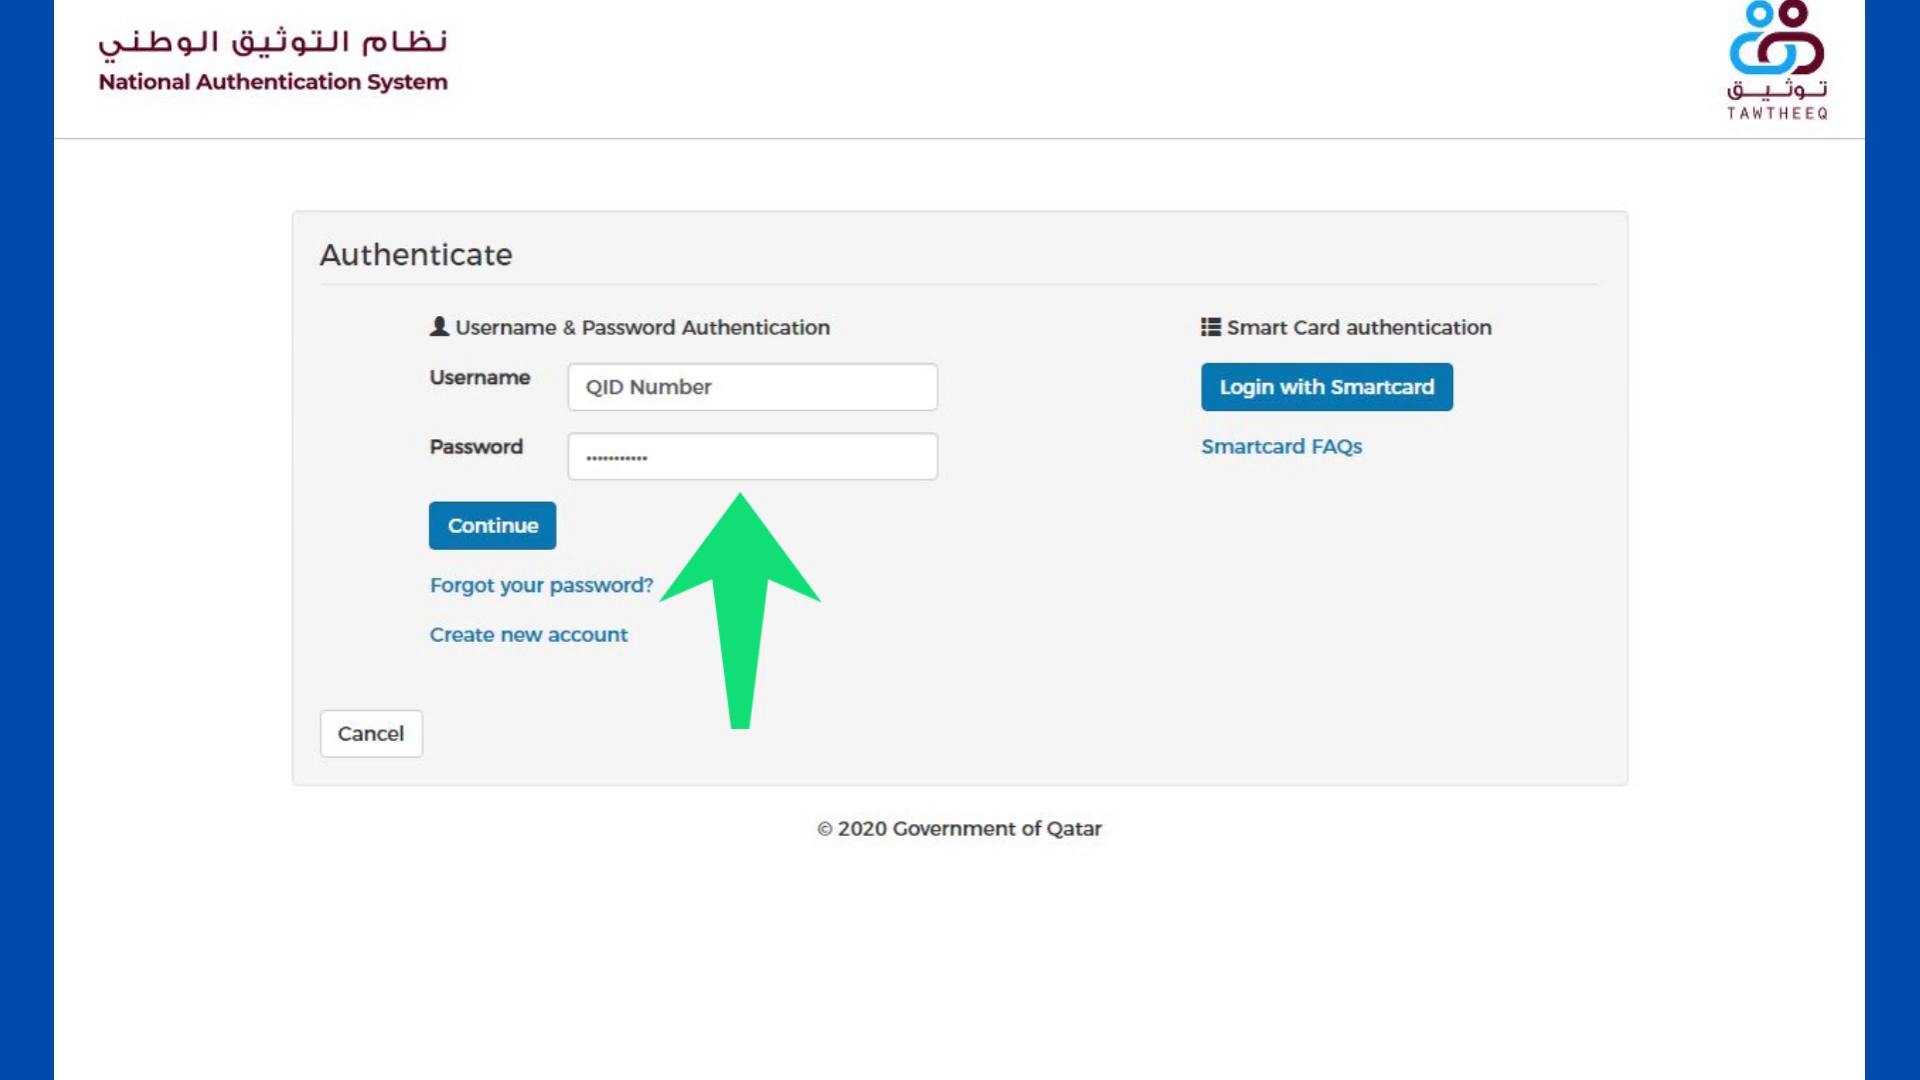 نظام التوثيق الوطني
National Authentication System
توثيق
TAWTHEEQ
Authenticate
Username & Password Authentication
Username
QID Number
Password
Continue
Forgot your password?
Create new account
Smart Card authentication
Login with Smartcard
Smartcard FAQs
Cancel
© 2020 Government of Qatar